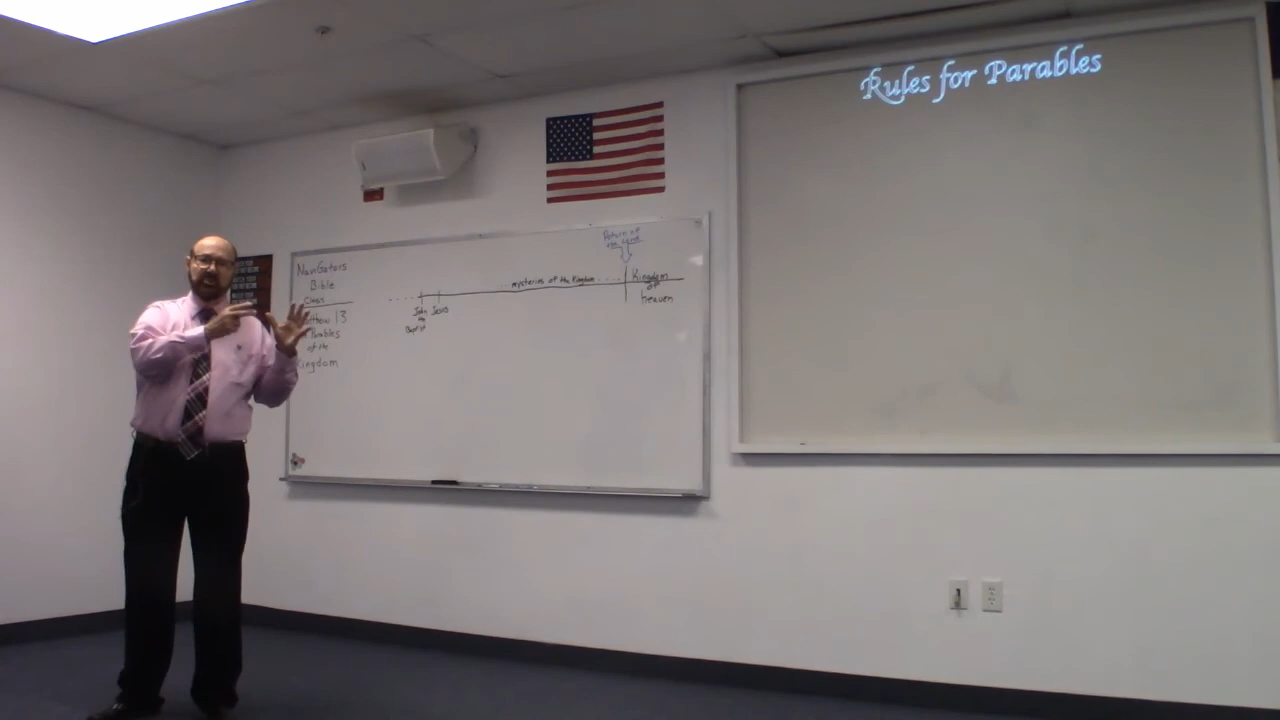 Rules for Parables
NaviGators
Bible
Class
Matthew 13
Parables
of the
Kingdom
Return of
the Lord
mysteries of the Kingdom
Kingdom
of
heaven
John
the
Baptist
Jesus